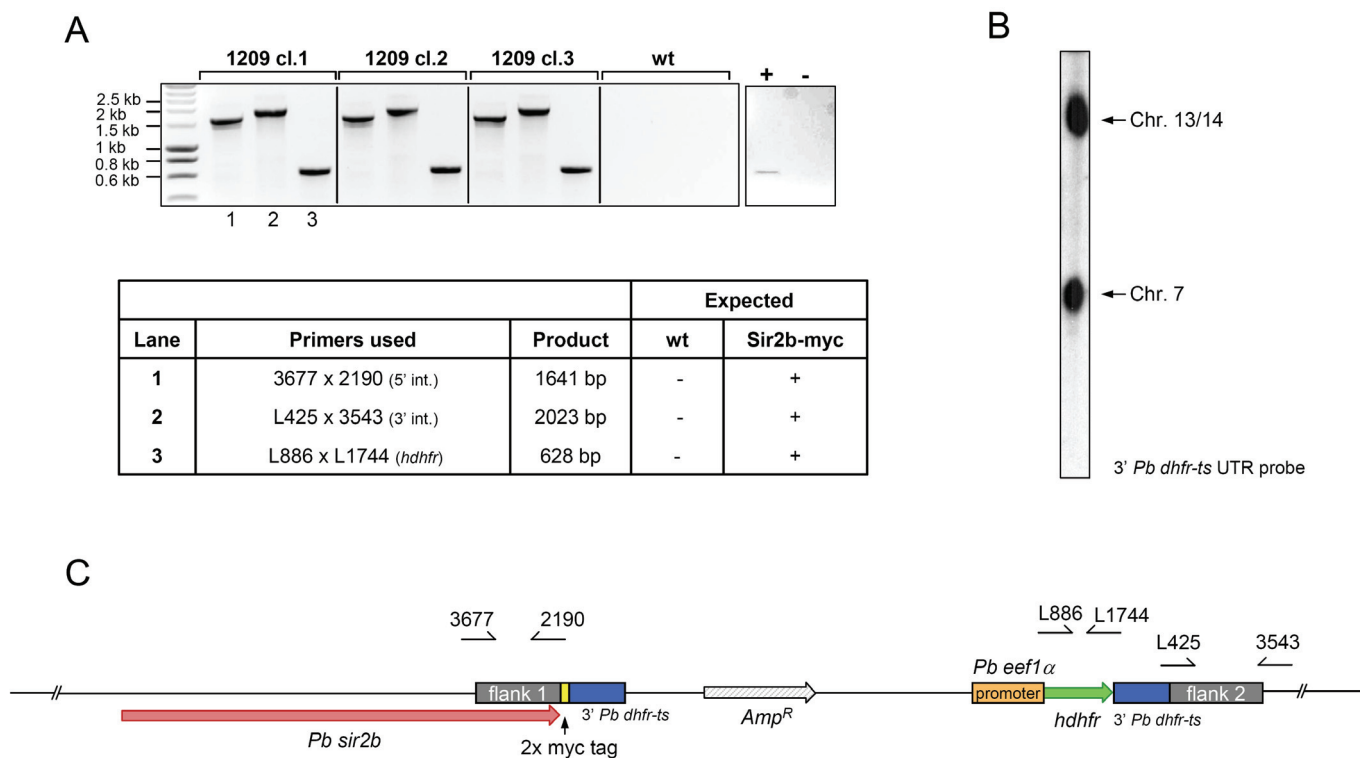 A
1209 cl.1 1209 cl.2 1209 cl.3 wt + -
2.5 kb
2 kb
1.5 kb
1 kb
0.8 kb
0.6 kb
1 2 3
Expected
Lane Primers used Product wt Sir2b-myc
1 3677 x 2190 (5' int.) 1641 bp - +
2 L425 x 3543 (3' int.) 2023 bp - +
3 L886 x L1744 (hdhfr) 628 bp - +
B
Chr. 13/14
Chr. 7
3' Pb dhfr-ts UTR probe
C
3677 2190 L886 L1744 L425 3543
Pb eef1α
flank 1 promoter flank 2
Pb sir2b 3' Pb dhfr-ts Amp^R hdhfr 3' Pb dhfr-ts
2x myc tag